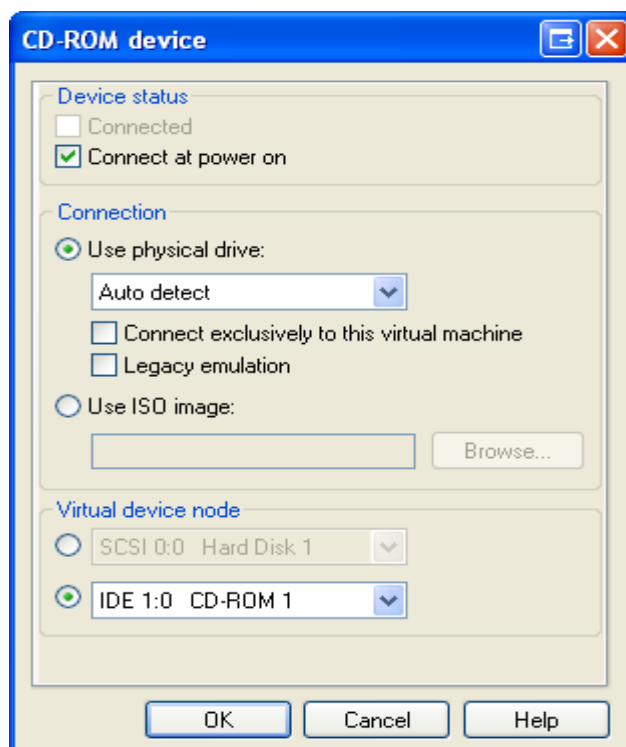 CD-ROM device
Device status
Connected
Connect at power on
Connection
Use physical drive:
Auto detect
Connect exclusively to this virtual machine
Legacy emulation
Use ISO image:
Browse...
Virtual device node
SCSI 0:0 Hard Disk 1
IDE 1:0 CD-ROM 1
OK Cancel Help